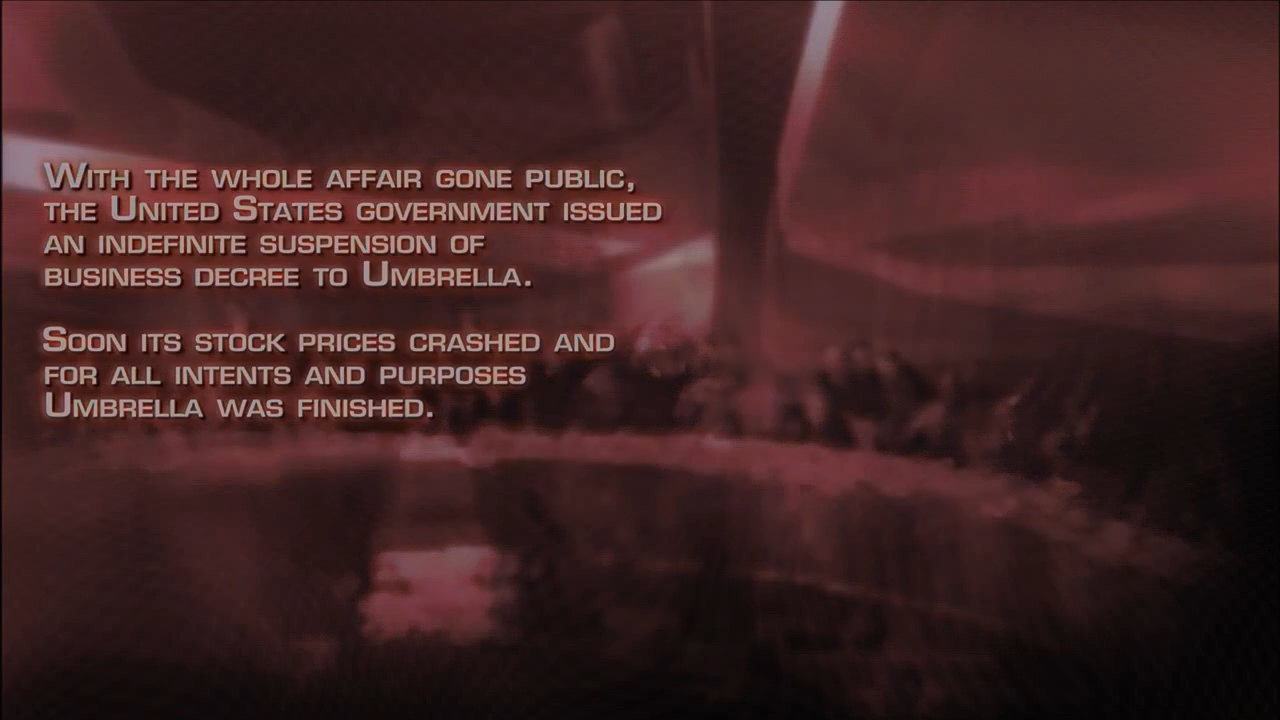 With the whole affair gone public,
the United States government issued
an indefinite suspension of
business decree to Umbrella.
Soon its stock prices crashed and
for all intents and purposes
Umbrella was finished.